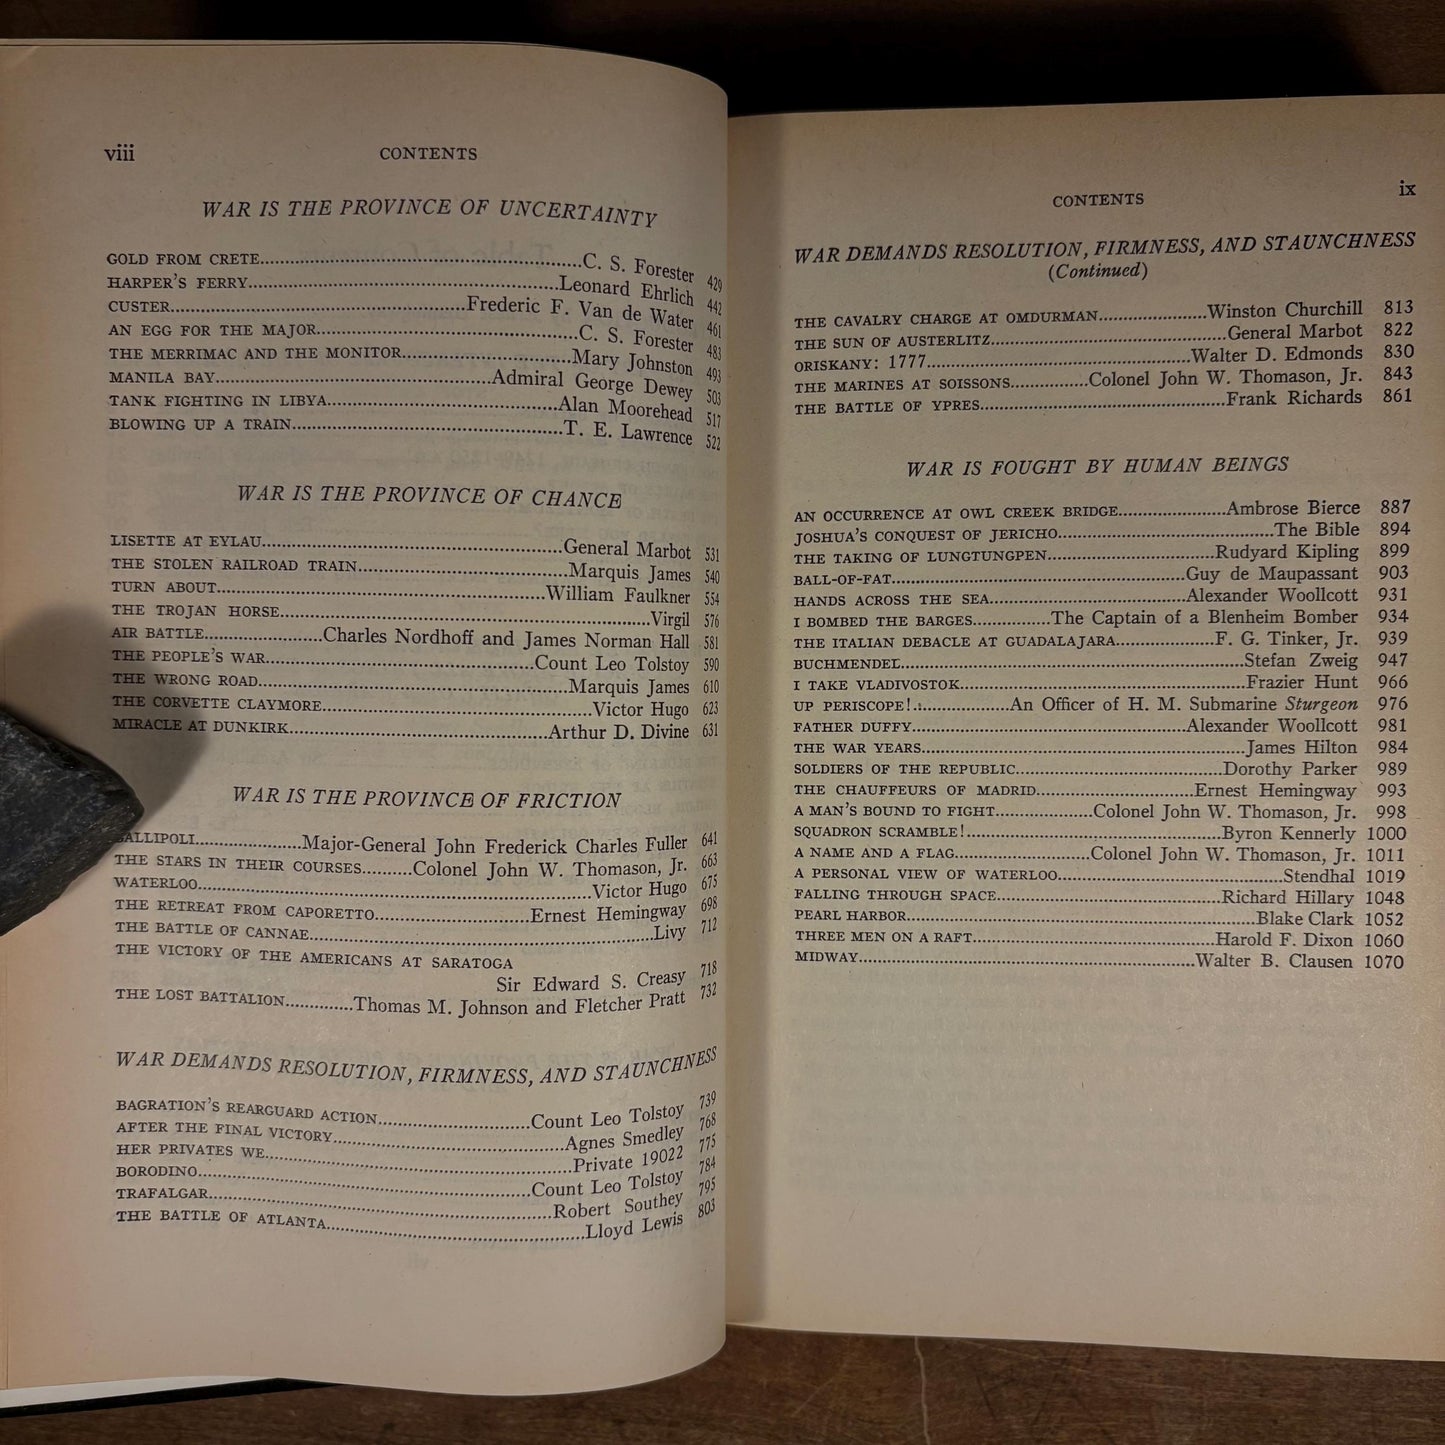 viii
CONTENTS
WAR IS THE PROVINCE OF UNCERTAINTY
GOLD FROM CRETE..........C. S. Forester 429
HARPER'S FERRY..........Leonard Ehrlich 442
CUSTER..........Frederic F. Van de Water 461
AN EGG FOR THE MAJOR..........C. S. Forester 483
THE MERRIMAC AND THE MONITOR..........Mary Johnston 493
MANILA BAY..........Admiral George Dewey 503
TANK FIGHTING IN LIBYA..........Alan Moorehead 517
BLOWING UP A TRAIN..........T. E. Lawrence 522
WAR IS THE PROVINCE OF CHANCE
LISETTE AT EYLAU..........General Marbot 531
THE STOLEN RAILROAD TRAIN..........Marquis James 540
TURN ABOUT..........William Faulkner 554
THE TROJAN HORSE..........Virgil 576
AIR BATTLE..........Charles Nordhoff and James Norman Hall 581
THE PEOPLE'S WAR..........Count Leo Tolstoy 590
THE WRONG ROAD..........Marquis James 610
THE CORVETTE CLAYMORE..........Victor Hugo 623
MIRACLE AT DUNKIRK..........Arthur D. Divine 631
WAR IS THE PROVINCE OF FRICTION
GALLIPOLI..........Major-General John Frederick Charles Fuller 641
THE STARS IN THEIR COURSES..........Colonel John W. Thomason, Jr. 663
WATERLOO..........Victor Hugo 675
THE RETREAT FROM CAPORETTO..........Ernest Hemingway 698
THE BATTLE OF CANNAE..........Livy 712
THE VICTORY OF THE AMERICANS AT SARATOGA
Sir Edward S. Creasy 718
THE LOST BATTALION..........Thomas M. Johnson and Fletcher Pratt 732
WAR DEMANDS RESOLUTION, FIRMNESS, AND STAUNCHNESS
BAGRATION'S REARGUARD ACTION..........Count Leo Tolstoy 739
AFTER THE FINAL VICTORY..........Agnes Smedley 768
HER PRIVATES WE..........Private 19022 775
BORODINO..........Count Leo Tolstoy 784
TRAFALGAR..........Robert Southey 795
THE BATTLE OF ATLANTA..........Lloyd Lewis 803
CONTENTS
ix
WAR DEMANDS RESOLUTION, FIRMNESS, AND STAUNCHNESS
(Continued)
THE CAVALRY CHARGE AT OMDURMAN..........Winston Churchill 813
THE SUN OF AUSTERLITZ..........General Marbot 822
ORISKANY: 1777..........Walter D. Edmonds 830
THE MARINES AT SOISSONS..........Colonel John W. Thomason, Jr. 843
THE BATTLE OF YPRES..........Frank Richards 861
WAR IS FOUGHT BY HUMAN BEINGS
AN OCCURRENCE AT OWL CREEK BRIDGE..........Ambrose Bierce 887
JOSHUA'S CONQUEST OF JERICHO..........The Bible 894
THE TAKING OF LUNGTUNGPEN..........Rudyard Kipling 899
BALL-OF-FAT..........Guy de Maupassant 903
HANDS ACROSS THE SEA..........Alexander Woollcott 931
I BOMBED THE BARGES..........The Captain of a Blenheim Bomber 934
THE ITALIAN DEBACLE AT GUADALAJARA..........F. G. Tinker, Jr. 939
BUCHMENDEL..........Stefan Zweig 947
I TAKE VLADIVOSTOK..........Frazier Hunt 966
UP PERISCOPE!..........An Officer of H. M. Submarine Sturgeon 976
FATHER DUFFY..........Alexander Woollcott 981
THE WAR YEARS..........James Hilton 984
SOLDIERS OF THE REPUBLIC..........Dorothy Parker 989
THE CHAUFFEURS OF MADRID..........Ernest Hemingway 993
A MAN'S BOUND TO FIGHT..........Colonel John W. Thomason, Jr. 998
SQUADRON SCRAMBLE!..........Byron Kennerly 1000
A NAME AND A FLAG..........Colonel John W. Thomason, Jr. 1011
A PERSONAL VIEW OF WATERLOO..........Stendhal 1019
FALLING THROUGH SPACE..........Richard Hillary 1048
PEARL HARBOR..........Blake Clark 1052
THREE MEN ON A RAFT..........Harold F. Dixon 1060
MIDWAY..........Walter B. Clausen 1070